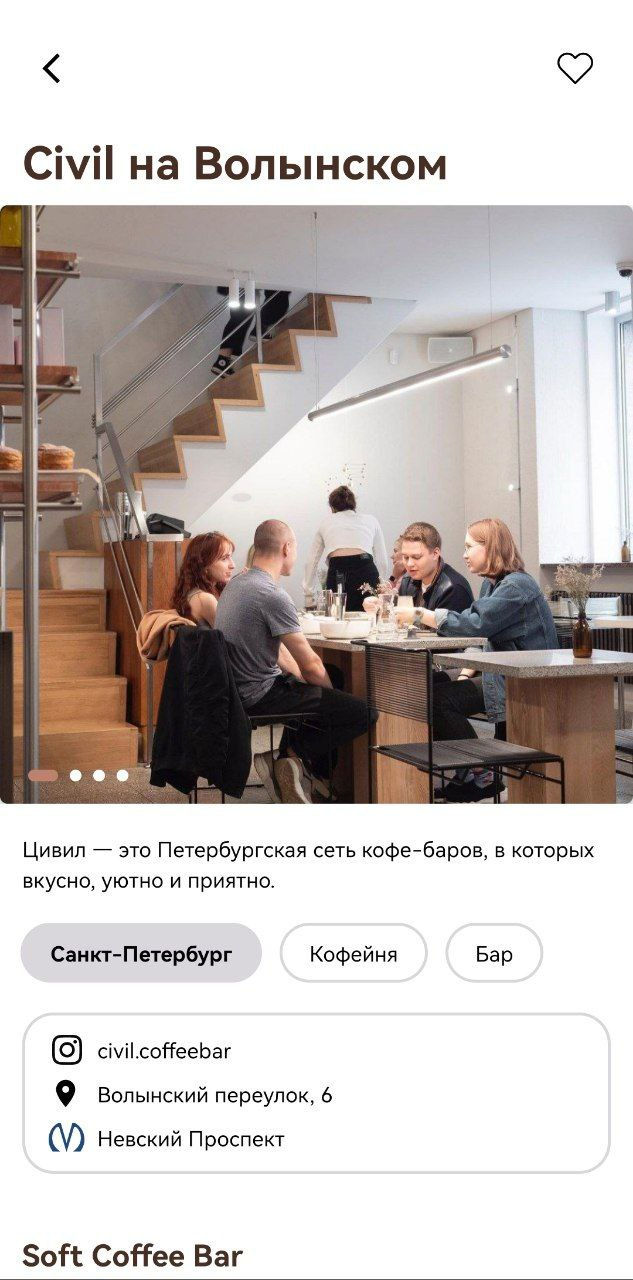 Civil на Волынском
Цивил — это Петербургская сеть кофе-баров, в которых
вкусно, уютно и приятно.
Санкт-Петербург
Кофейня
Бар
civil.coffeebar
Волынский переулок, 6
Невский Проспект
Soft Coffee Bar